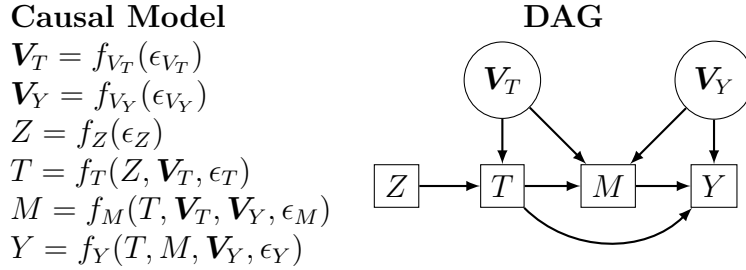 Causal Model
𝑽_T = f_{V_T}(ϵ_{V_T})
𝑽_Y = f_{V_Y}(ϵ_{V_Y})
Z = f_Z(ϵ_Z)
T = f_T(Z, 𝑽_T, ϵ_T)
M = f_M(T, 𝑽_T, 𝑽_Y, ϵ_M)
Y = f_Y(T, M, 𝑽_Y, ϵ_Y)
DAG
𝑽_T 𝑽_Y
Z T M Y